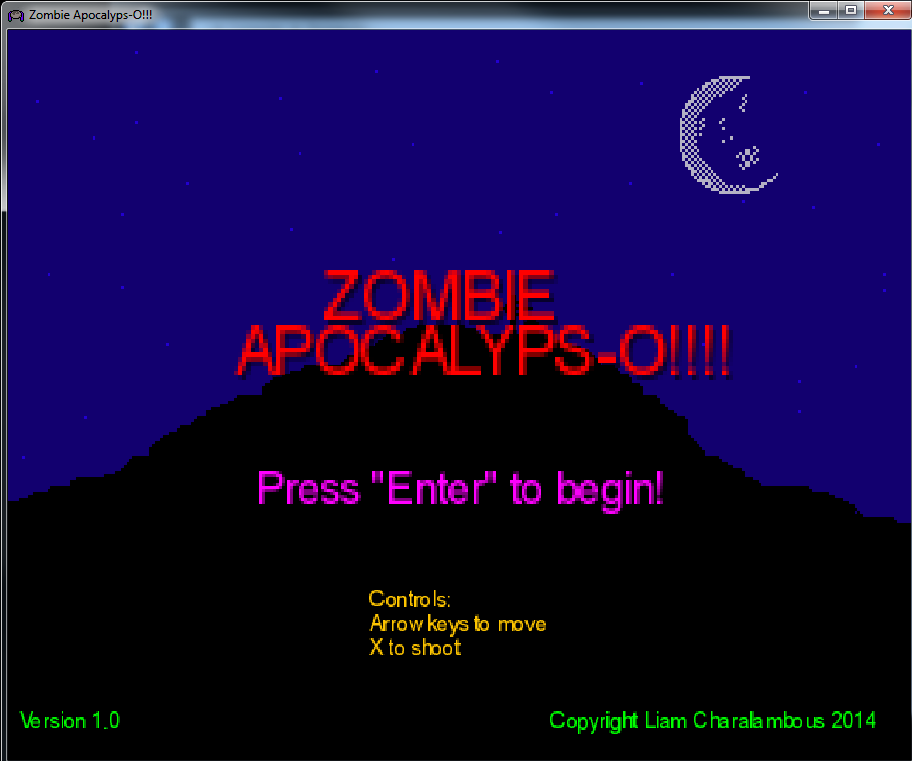 Zombie Apocalyps-O!!!
ZOMBIE
APOCALYPS-O!!!!
Press "Enter" to begin!
Controls:
Arrow keys to move
X to shoot
Version 1.0
Copyright Liam Charalambous 2014